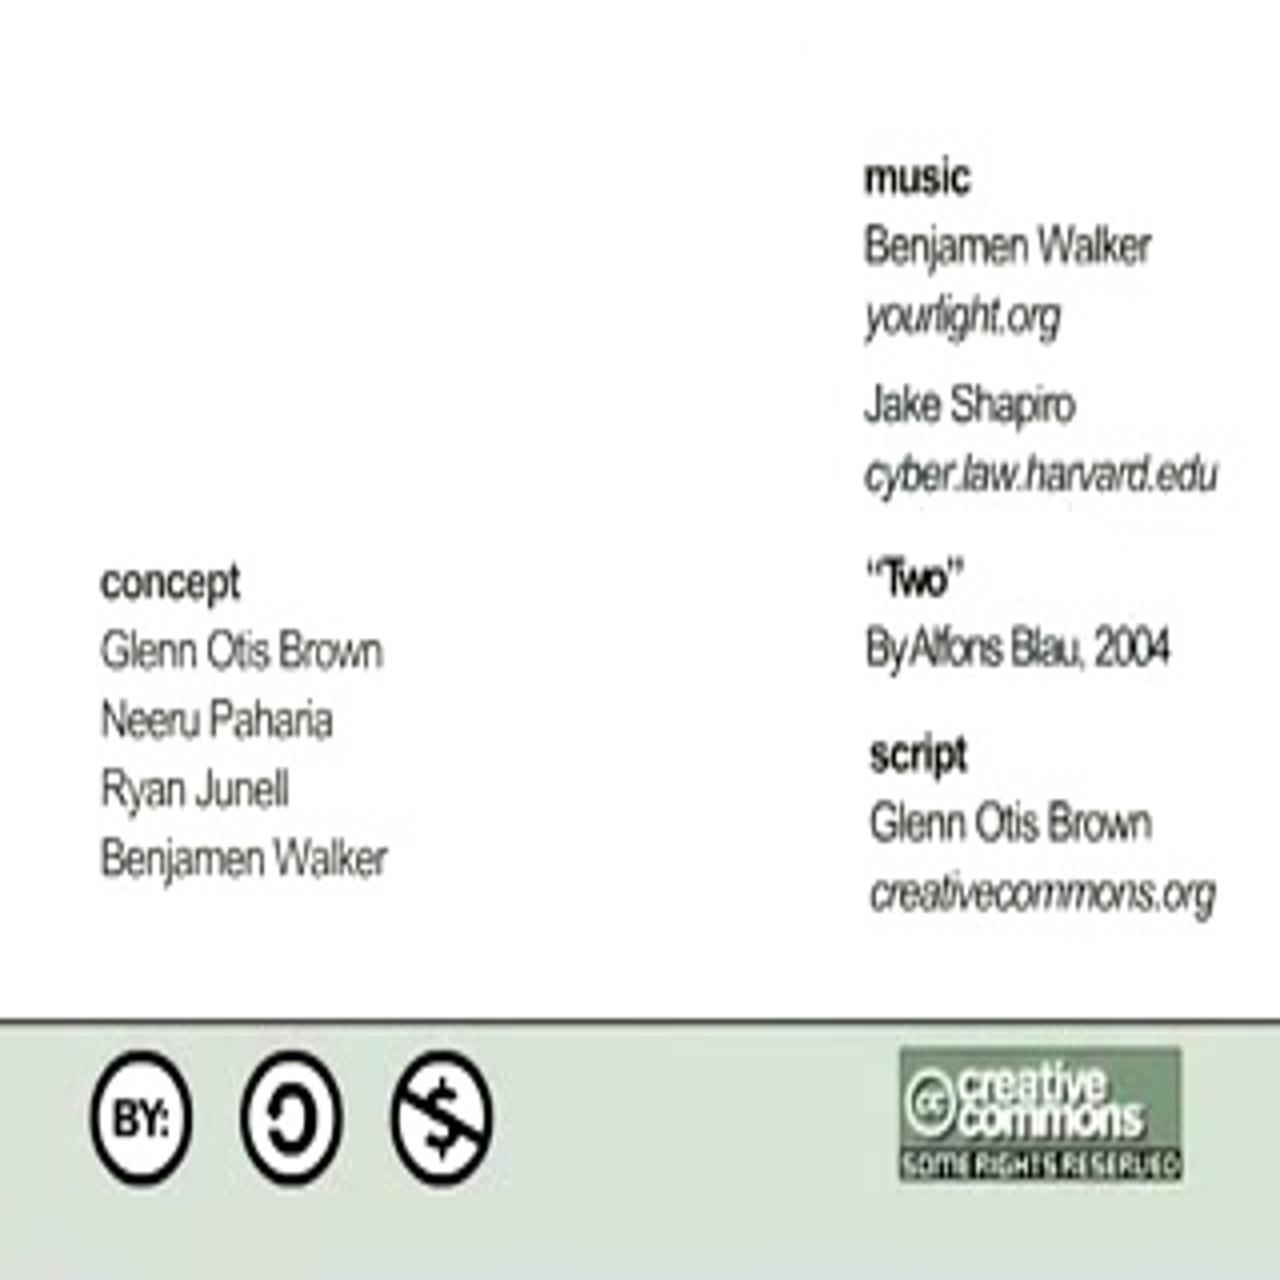 music
Benjamen Walker
yourlight.org
Jake Shapiro
cyber.law.harvard.edu
“Two”
By Alfons Blau, 2004
script
Glenn Otis Brown
creativecommons.org
concept
Glenn Otis Brown
Neeru Paharia
Ryan Junell
Benjamen Walker
BY:
$
cc creative
commons
SOME RIGHTS RESERVED